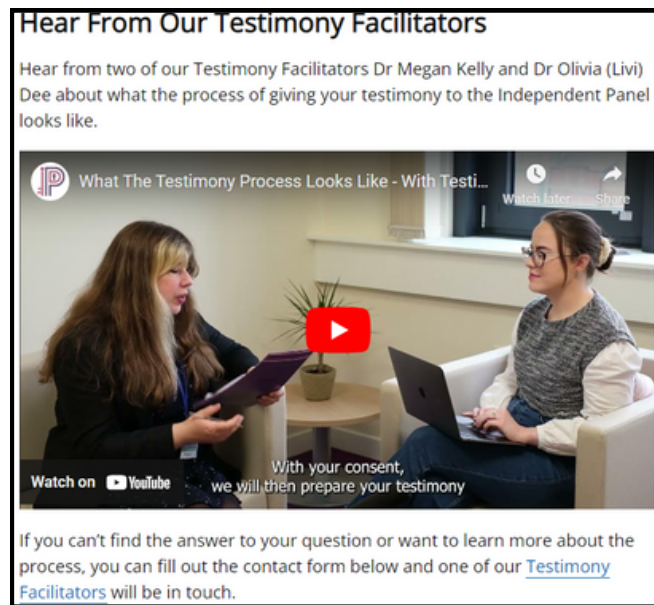 Hear From Our Testimony Facilitators
Hear from two of our Testimony Facilitators Dr Megan Kelly and Dr Olivia (Livi)
Dee about what the process of giving your testimony to the Independent Panel
looks like.
What The Testimony Process Looks Like - With Testi...
Watch later
Share
With your consent,
we will then prepare your testimony
Watch on YouTube
If you can’t find the answer to your question or want to learn more about the
process, you can fill out the contact form below and one of our Testimony
Facilitators will be in touch.